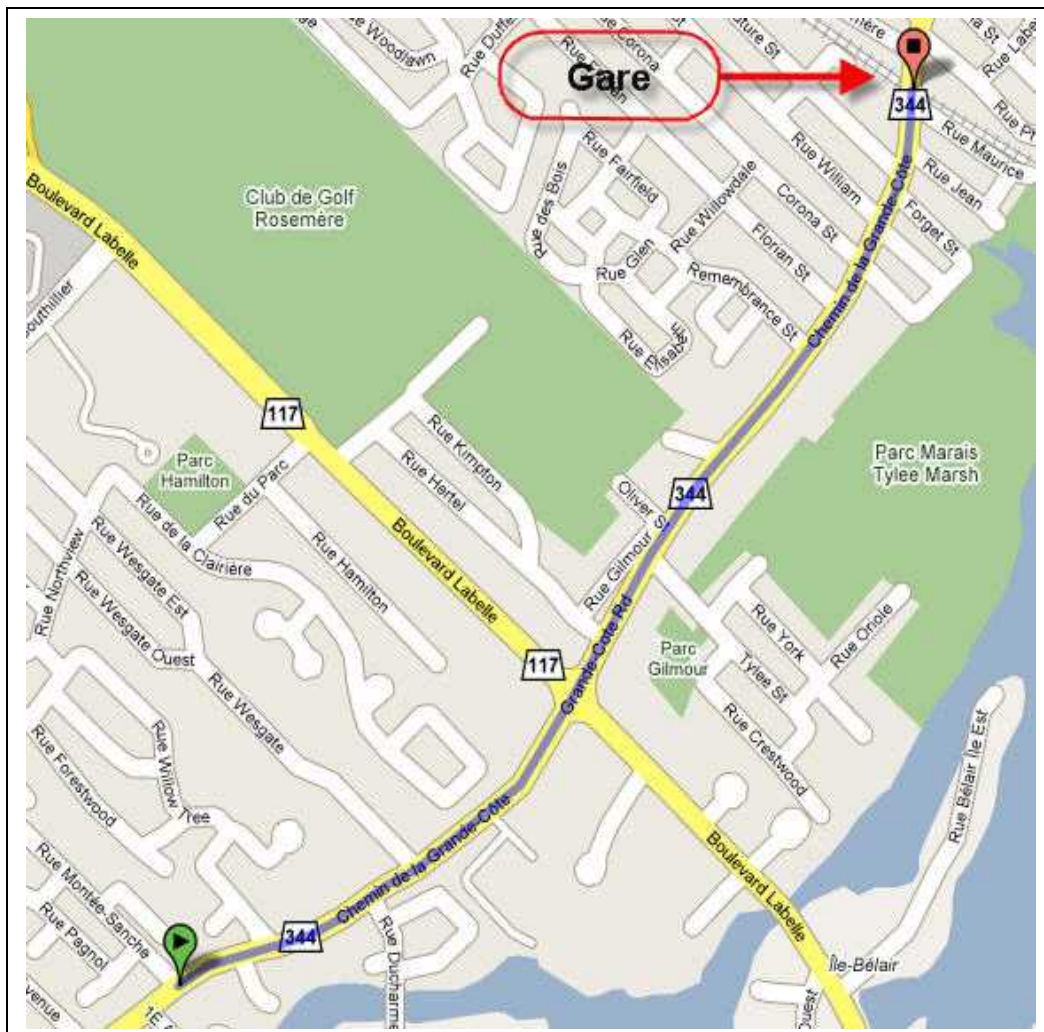 Rue Woodlawn
Rue Corona
Gare
344
Rue Maurice
Rue Jean
Forget St
Rue William
Corona St
Florian St
Rue Fairfield
Rue Willowdale
Rue des Bois
Rue Glen
Remembrance St
Chemin de la Grande-Côte
Club de Golf
Rosemère
Boulevard Labelle
117
Parc
Hamilton
Rue du Parc
Rue Kimpton
Rue Hertel
Parc Marais
Tylee Marsh
344
Rue Gilmour
Rue de la Clairière
Rue Northview
Rue Wesgate Est
Rue Wesgate Ouest
Rue Hamilton
Boulevard Labelle
117
Grande-Cote Rd
Parc
Gilmour
Rue York
Rue Oriole
Tylee St
Rue Crestwood
Rue Wesgate
Rue Willow Tree
Rue Forestwood
Rue Bélair Île Est
Chemin de la Grande-Côte
Boulevard Labelle
Rue Montée-Sanche
Rue Pagnol
344
Rue Ducharme
Île-Bélair
Ouest